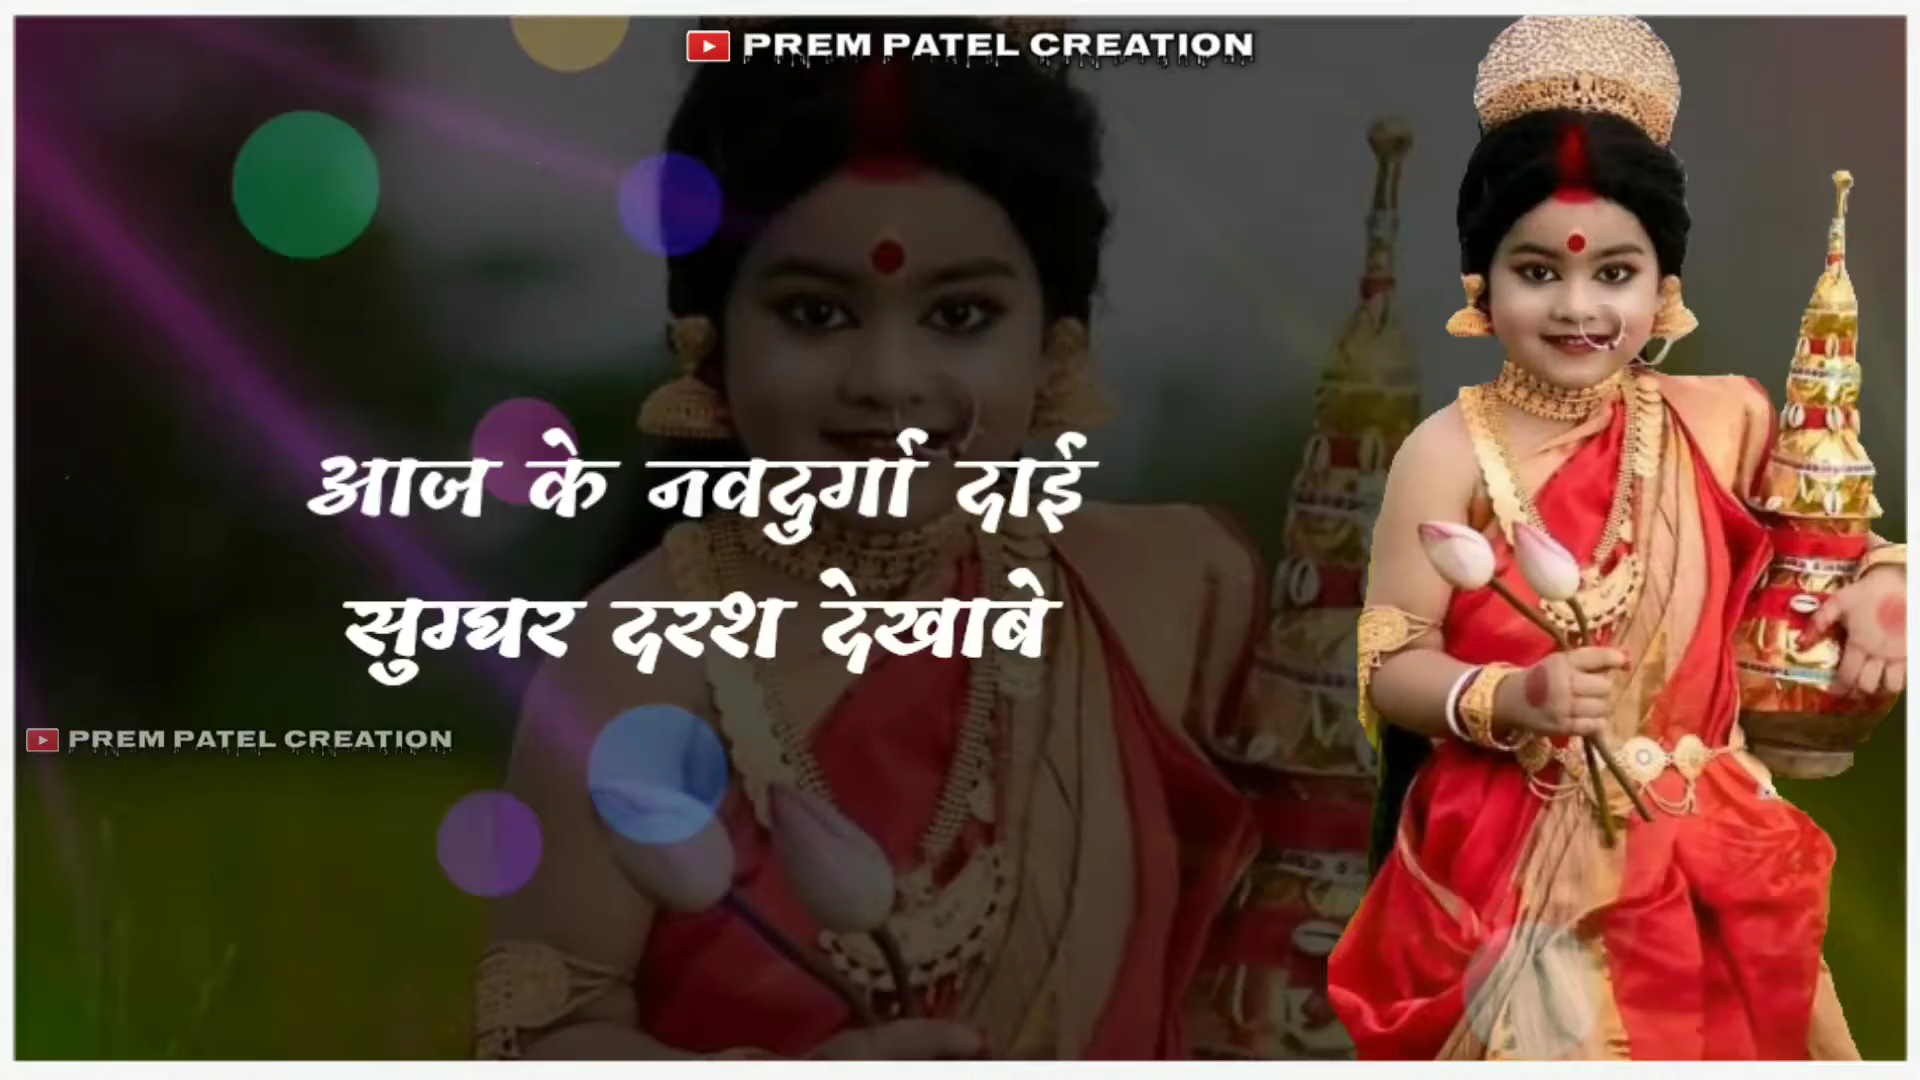 PREM PATEL CREATION
आज के नवदुर्गा दाई
सुग्घर दरश देखाबे
PREM PATEL CREATION